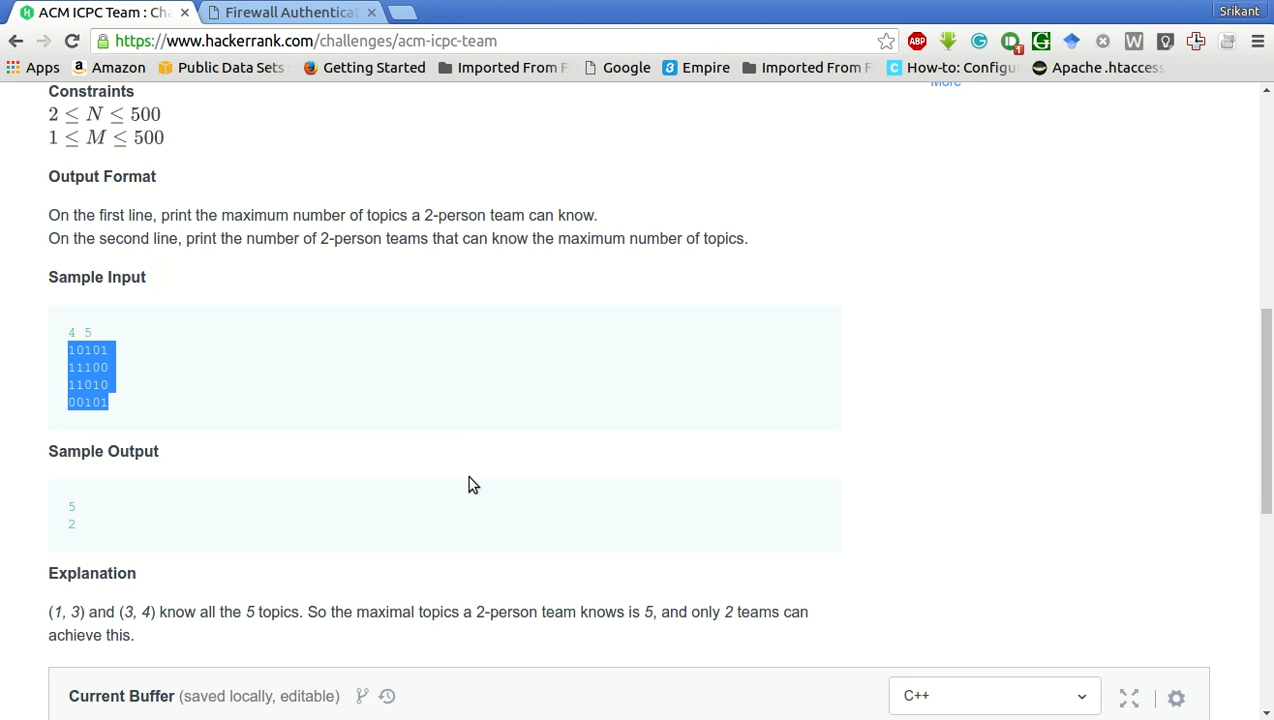 ACM ICPC Team : Cha
Firewall Authenticat
Srikant
https://www.hackerrank.com/challenges/acm-icpc-team
ABP
1
G
W
Apps
Amazon
Public Data Sets
Getting Started
Imported From F
Google
Empire
Imported From F
How-to: Configu
Apache .htaccess
Constraints
2 ≤ N ≤ 500
1 ≤ M ≤ 500
More
Output Format
On the first line, print the maximum number of topics a 2-person team can know.
On the second line, print the number of 2-person teams that can know the maximum number of topics.
Sample Input
4 5
10101
11100
11010
00101
Sample Output
5
2
Explanation
(1, 3) and (3, 4) know all the 5 topics. So the maximal topics a 2-person team knows is 5, and only 2 teams can
achieve this.
Current Buffer (saved locally, editable)
C++